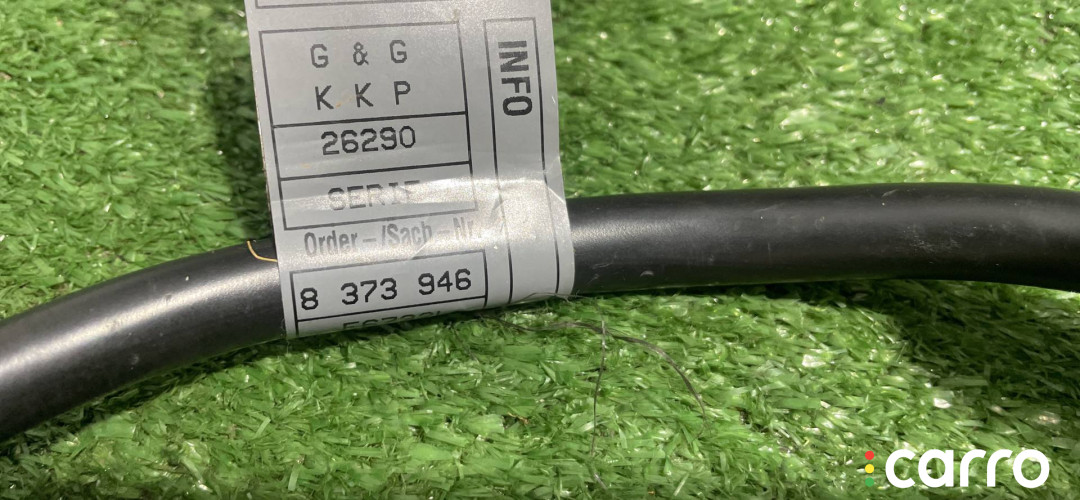 G & G
K K P
26290
SERIE
Order-/Sach-Nr.
8 373 946
INFO
carro